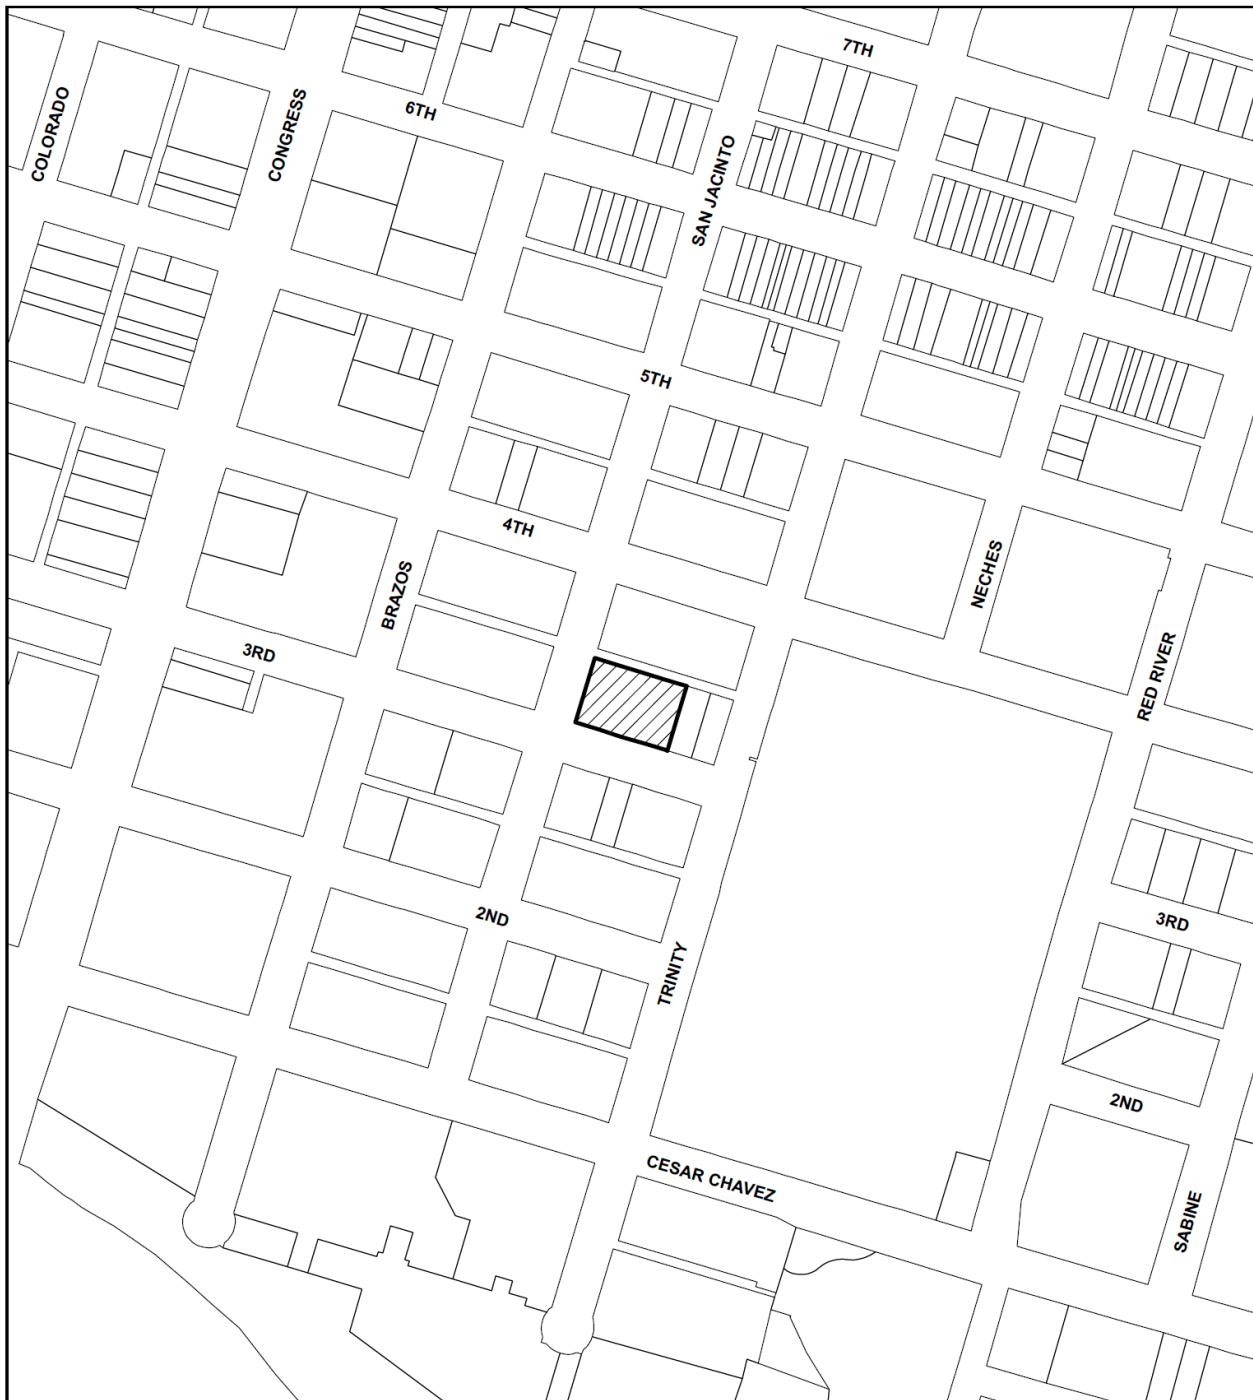 7TH
COLORADO
CONGRESS
6TH
SAN JACINTO
5TH
4TH
BRAZOS
NECHES
3RD
RED RIVER
2ND
3RD
TRINITY
2ND
CESAR CHAVEZ
SABINE